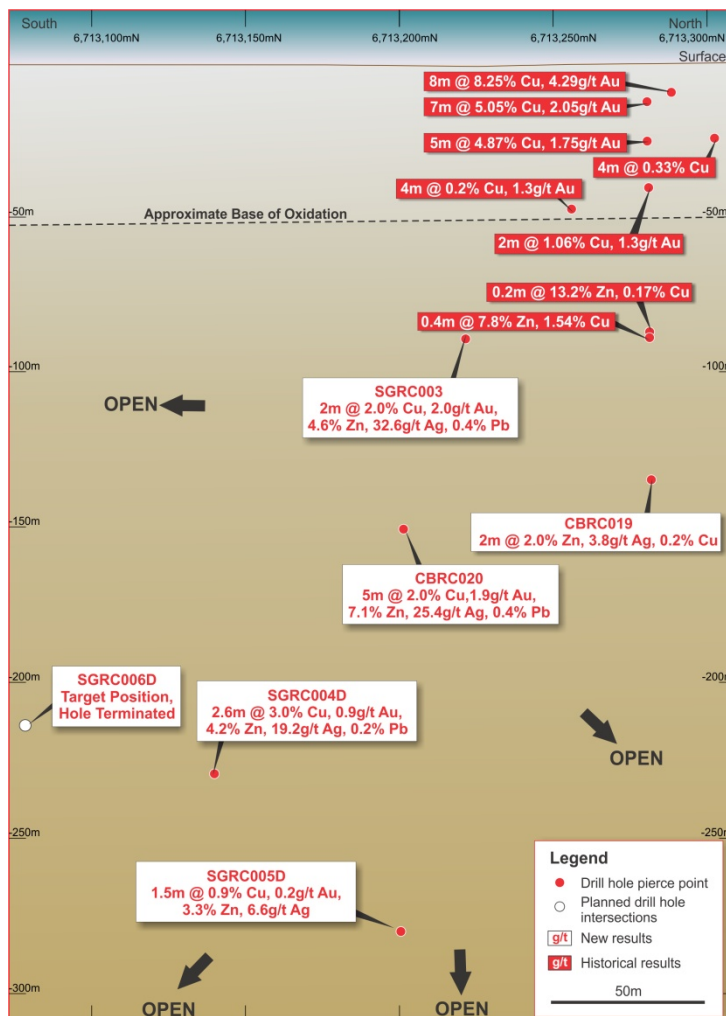 South
North
6,713,100mN
6,713,150mN
6,713,200mN
6,713,250mN
6,713,300mN
Surface
8m @ 8.25% Cu, 4.29g/t Au
7m @ 5.05% Cu, 2.05g/t Au
5m @ 4.87% Cu, 1.75g/t Au
4m @ 0.33% Cu
4m @ 0.2% Cu, 1.3g/t Au
-50m
Approximate Base of Oxidation
-50m
2m @ 1.06% Cu, 1.3g/t Au
0.2m @ 13.2% Zn, 0.17% Cu
0.4m @ 7.8% Zn, 1.54% Cu
-100m
-100m
OPEN
SGRC003
2m @ 2.0% Cu, 2.0g/t Au,
4.6% Zn, 32.6g/t Ag, 0.4% Pb
-150m
-150m
CBRC019
2m @ 2.0% Zn, 3.8g/t Ag, 0.2% Cu
CBRC020
5m @ 2.0% Cu,1.9g/t Au,
7.1% Zn, 25.4g/t Ag, 0.4% Pb
-200m
-200m
SGRC006D
Target Position,
Hole Terminated
SGRC004D
2.6m @ 3.0% Cu, 0.9g/t Au,
4.2% Zn, 19.2g/t Ag, 0.2% Pb
OPEN
-250m
-250m
SGRC005D
1.5m @ 0.9% Cu, 0.2g/t Au,
3.3% Zn, 6.6g/t Ag
-300m
OPEN
OPEN
Legend
Drill hole pierce point
Planned drill hole
intersections
g/t New results
g/t Historical results
50m